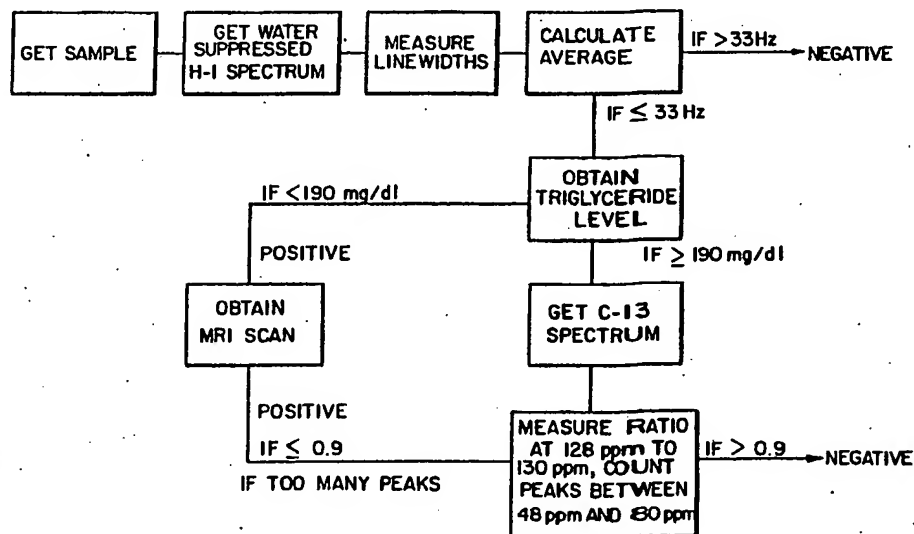 GET SAMPLE
GET WATER
SUPPRESSED
H-1 SPECTRUM
MEASURE
LINEWIDTHS
CALCULATE
AVERAGE
IF >33Hz
NEGATIVE
IF ≤ 33 Hz
OBTAIN
TRIGLYCERIDE
LEVEL
IF <190 mg/dl
POSITIVE
IF ≥ 190 mg/dl
OBTAIN
MRI SCAN
GET C-13
SPECTRUM
POSITIVE
IF ≤ 0.9
IF TOO MANY PEAKS
MEASURE RATIO
AT 128 ppm TO
130 ppm, COUNT
PEAKS BETWEEN
48 ppm AND 80 ppm
IF > 0.9
NEGATIVE